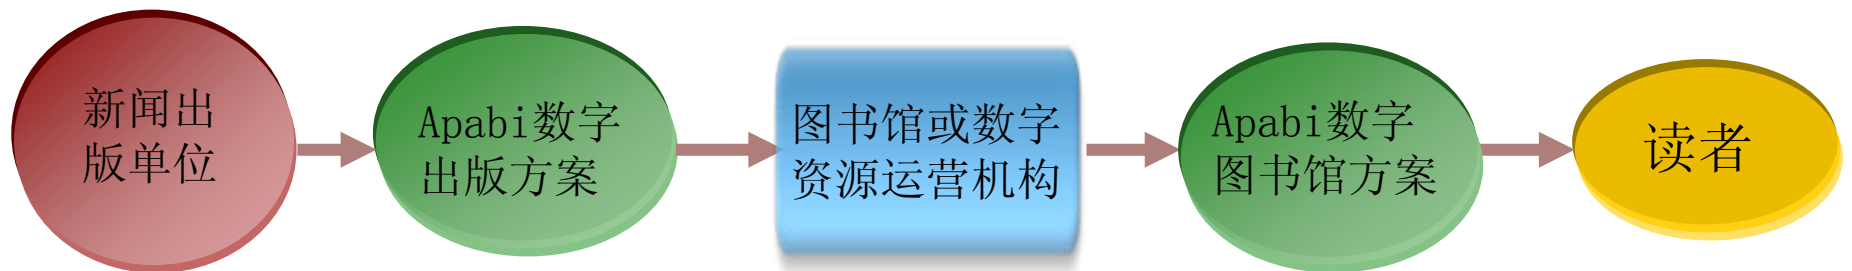 新闻出
版单位
Apabi数字
出版方案
图书馆或数字
资源运营机构
Apabi数字
图书馆方案
读者